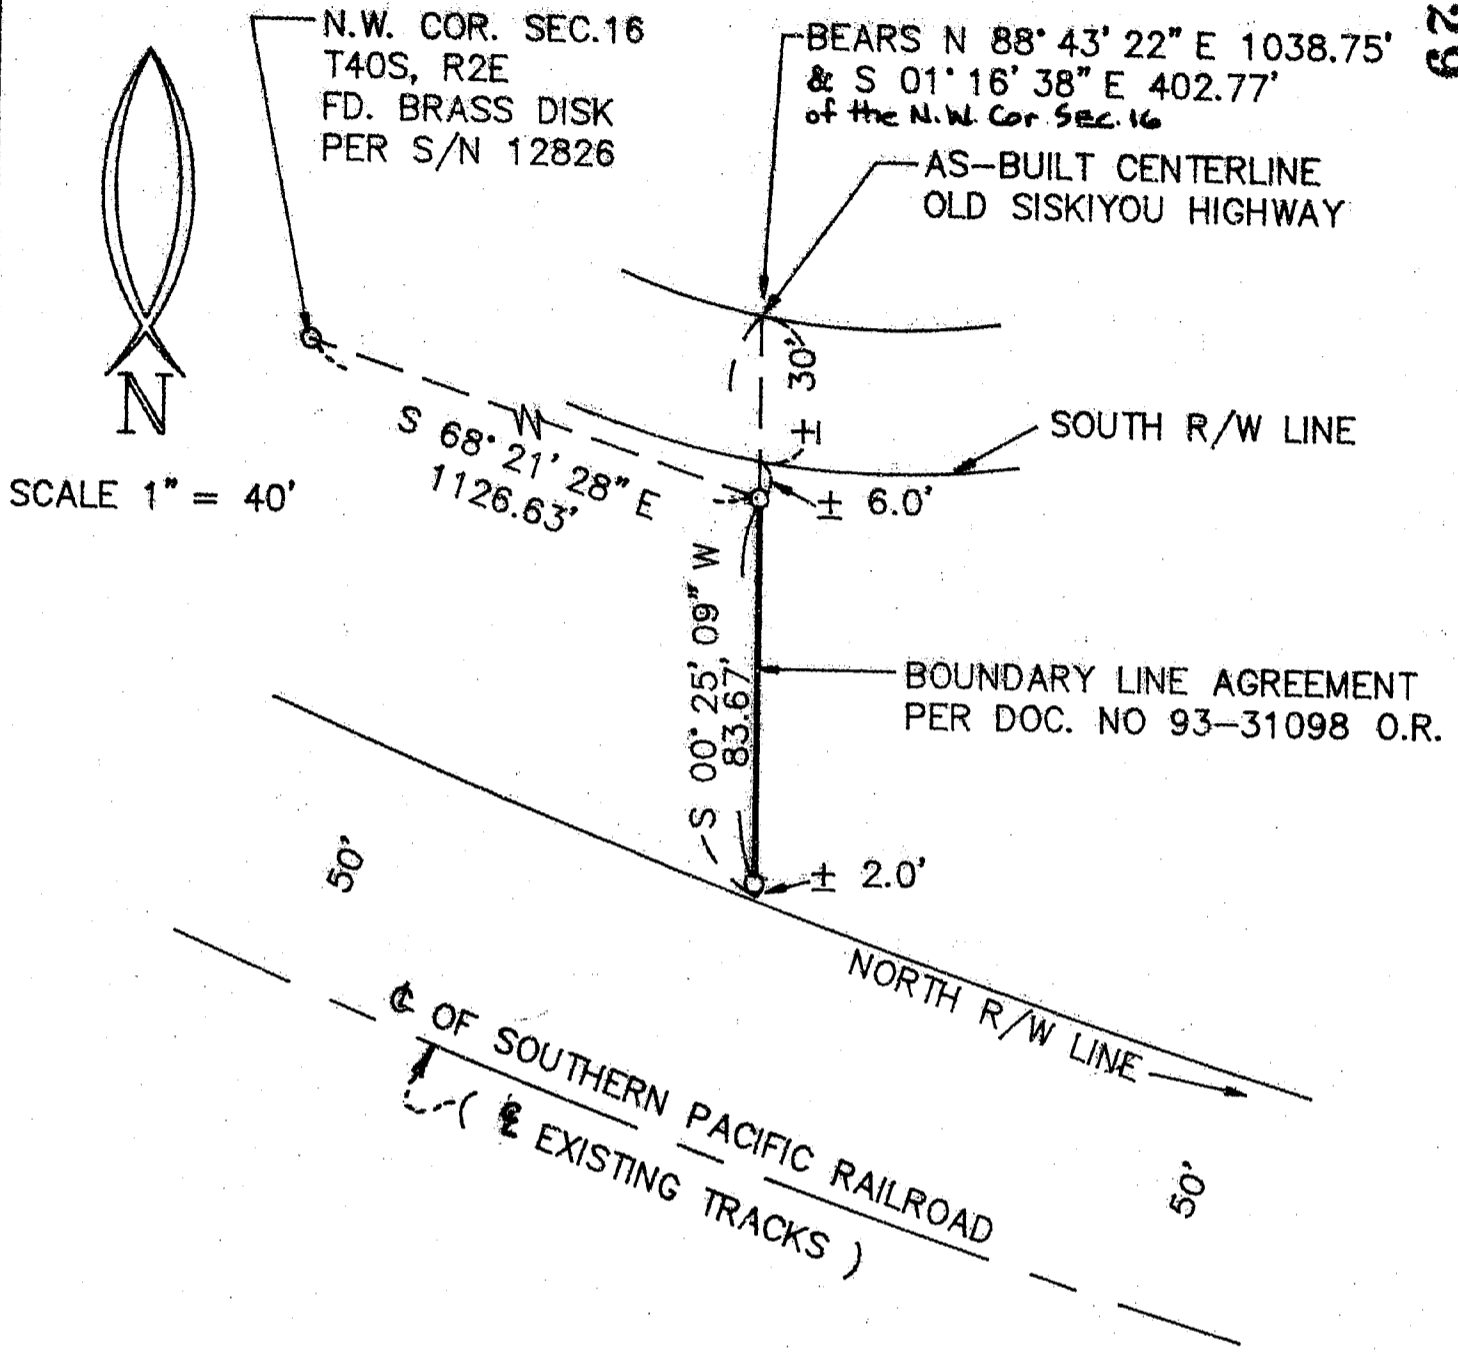 N.W. COR. SEC.16
T40S, R2E
FD. BRASS DISK
PER S/N 12826
BEARS N 88° 43' 22" E 1038.75'
& S 01° 16' 38" E 402.77'
of the N.W. Cor SEC. 16
29
AS-BUILT CENTERLINE
OLD SISKIYOU HIGHWAY
N
SCALE 1" = 40'
30'
±
S 68° 21' 28" E
1126.63'
SOUTH R/W LINE
± 6.0'
S 00° 25' 09" W
83.67'
BOUNDARY LINE AGREEMENT
PER DOC. NO 93-31098 O.R.
± 2.0'
50'
NORTH R/W LINE
℄ OF SOUTHERN PACIFIC RAILROAD
( ℄ EXISTING TRACKS )
50'